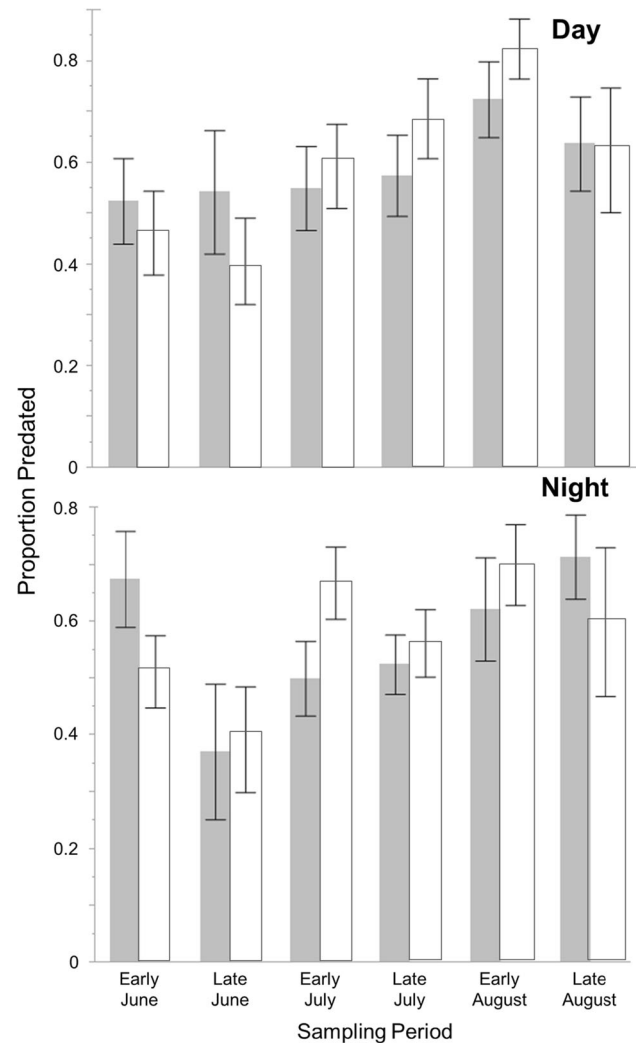 Day
0.8
0.6
0.4
0.2
0
Proportion Predated
Night
0.8
0.6
0.4
0.2
0
Early Late Early Late Early Late
June June July July August August
Sampling Period